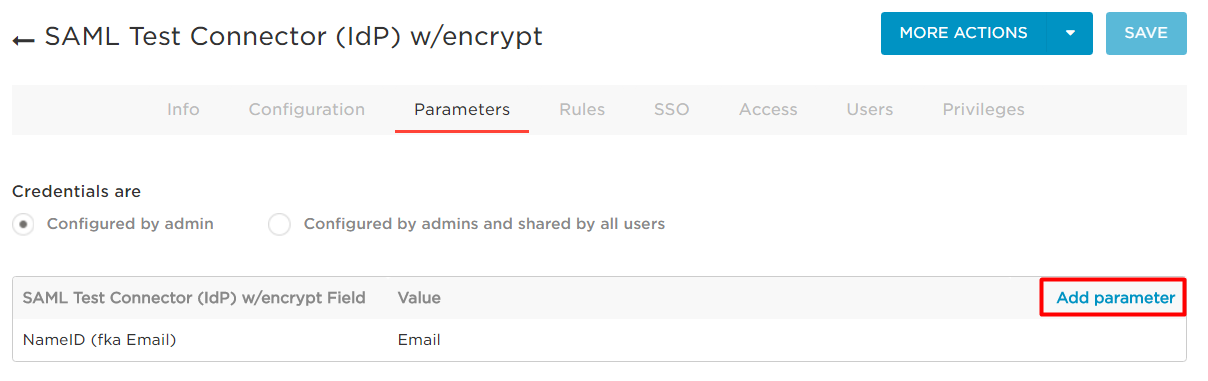 SAML Test Connector (IdP) w/encrypt
MORE ACTIONS
SAVE
Info Configuration Parameters Rules SSO Access Users Privileges
Credentials are
Configured by admin Configured by admins and shared by all users
SAML Test Connector (IdP) w/encrypt Field Value Add parameter
NameID (fka Email) Email